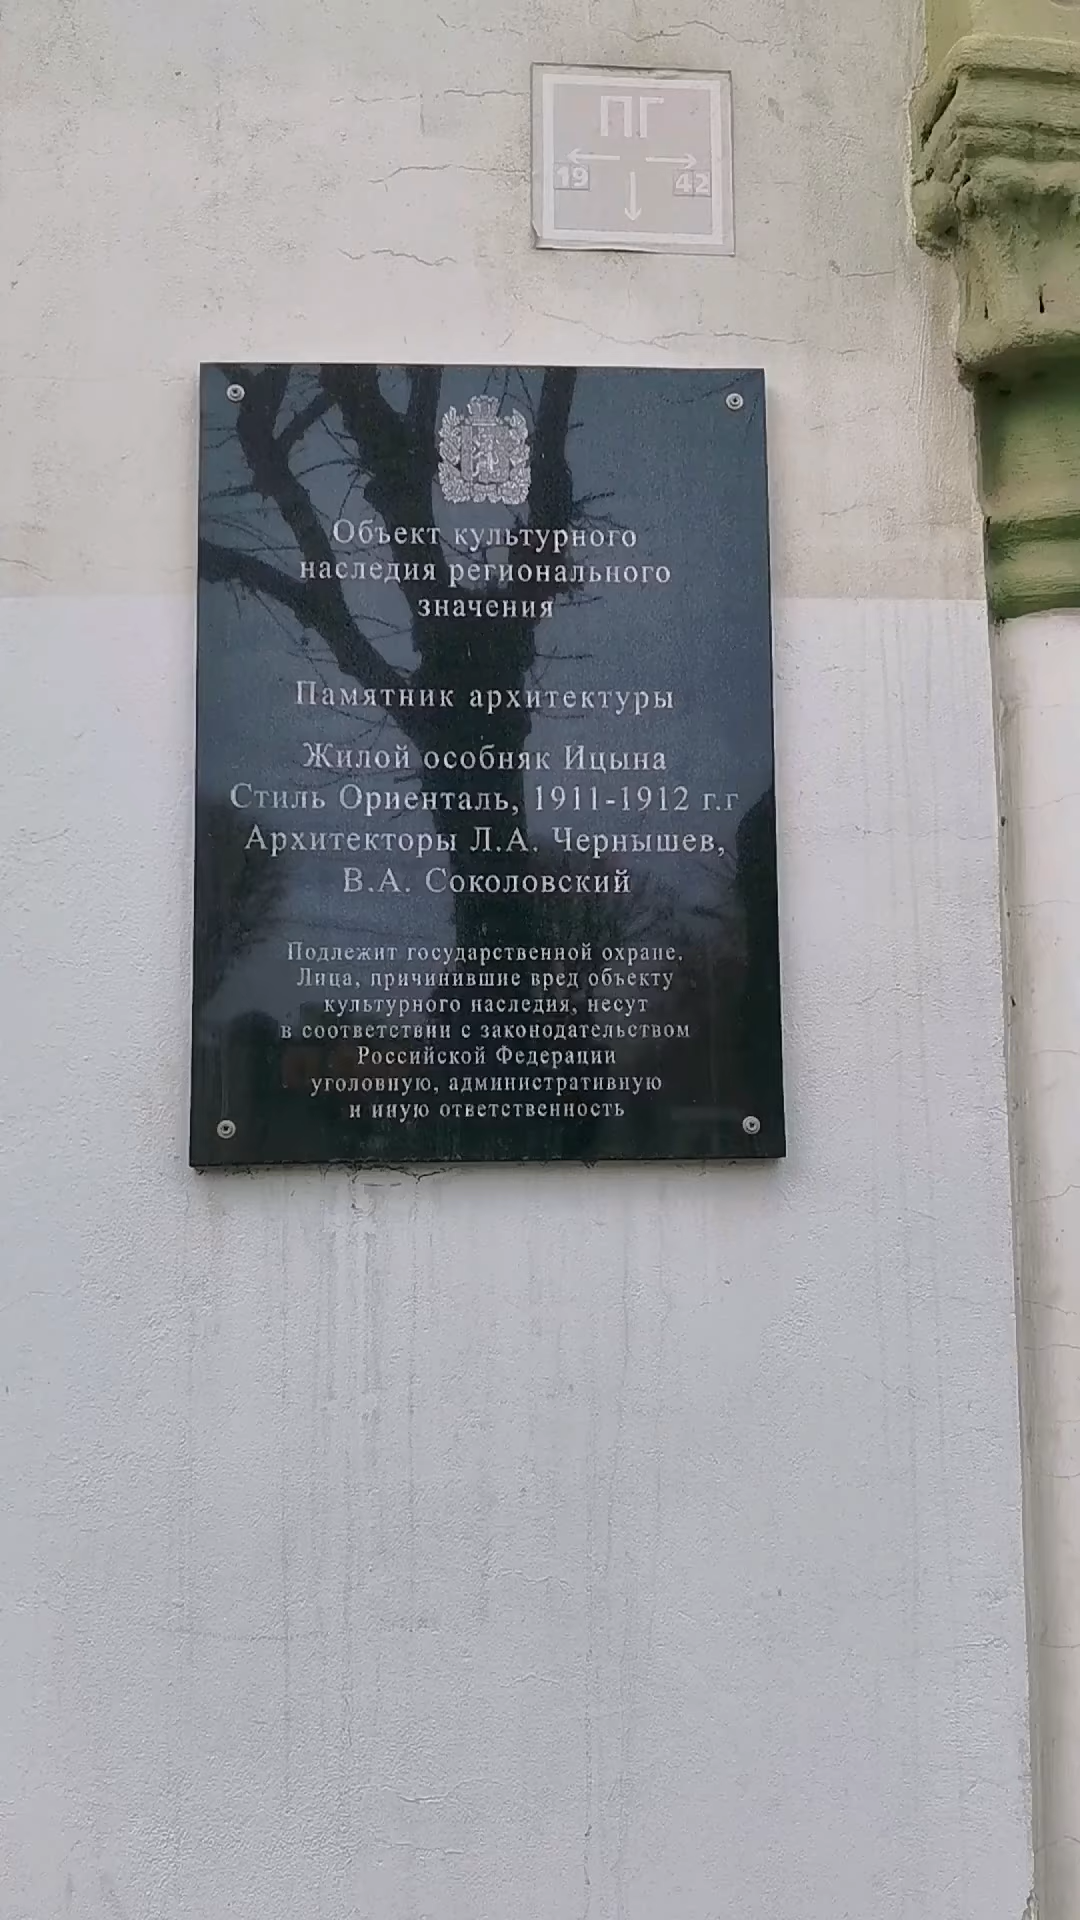 ПГ
19 42
Объект культурного
наследия регионального
значения
Памятник архитектуры
Жилой особняк Ицына
Стиль Ориенталь, 1911-1912 г.г
Архитекторы Л.А. Чернышев,
В.А. Соколовский
Подлежит государственной охране.
Лица, причинившие вред объекту
культурного наследия, несут
в соответствии с законодательством
Российской Федерации
уголовную, административную
и иную ответственность